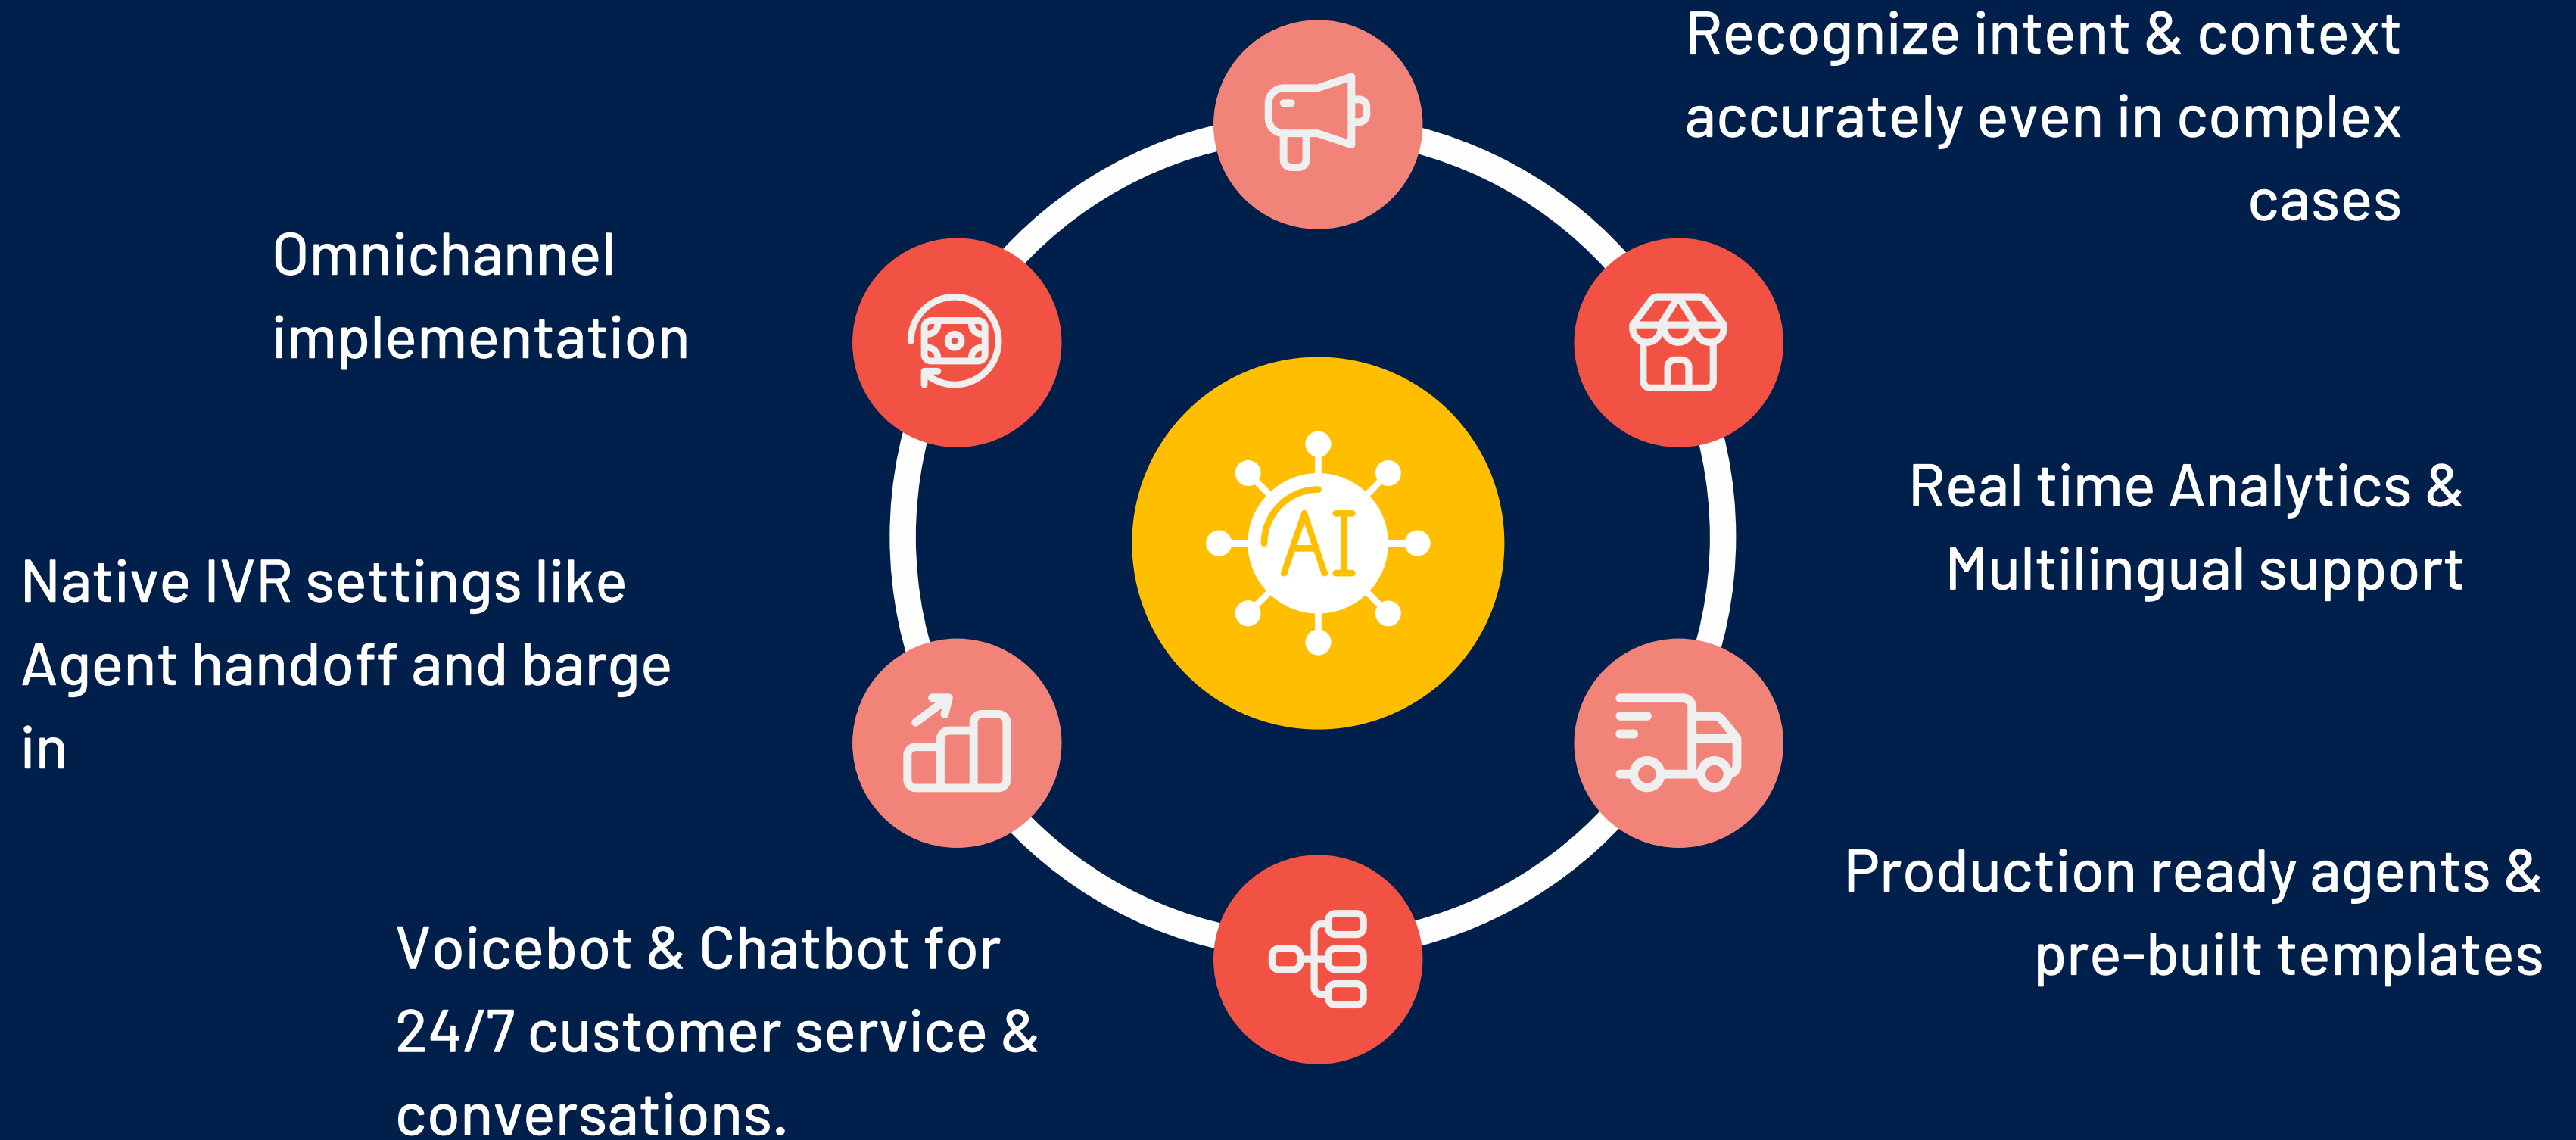 Recognize intent & context
accurately even in complex
cases
Omnichannel
implementation
AI
Real time Analytics &
Multilingual support
Native IVR settings like
Agent handoff and barge
in
Production ready agents &
pre-built templates
Voicebot & Chatbot for
24/7 customer service &
conversations.